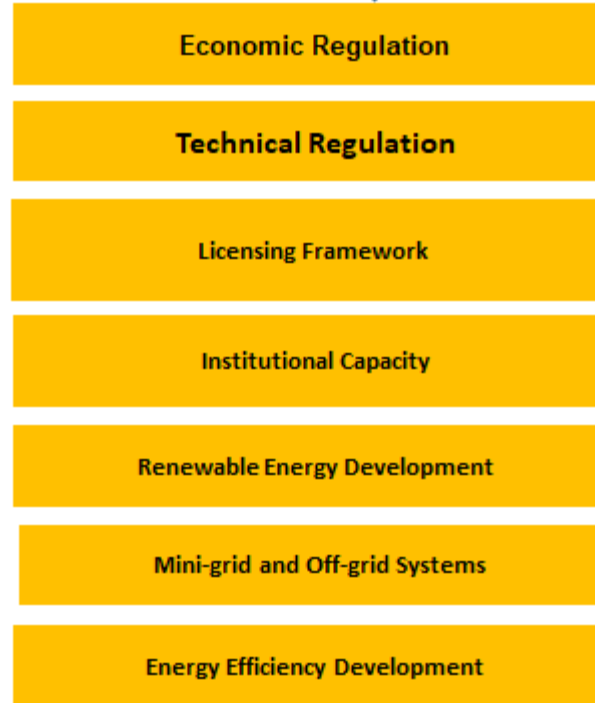 Economic Regulation
Technical Regulation
Licensing Framework
Institutional Capacity
Renewable Energy Development
Mini-grid and Off-grid Systems
Energy Efficiency Development